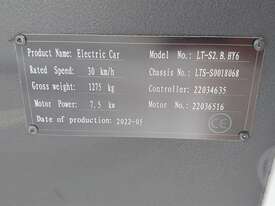 Product Name: Electric Car Model No.: LT-S2.B.HY6
Rated Speed: 30 km/h Chassis No.: LTS-S0018068
Gross weight: 1275 kg Controller: 22034635
Motor Power: 7.5 kw Motor No.: 22036516
Date of production: 2022-05 CE